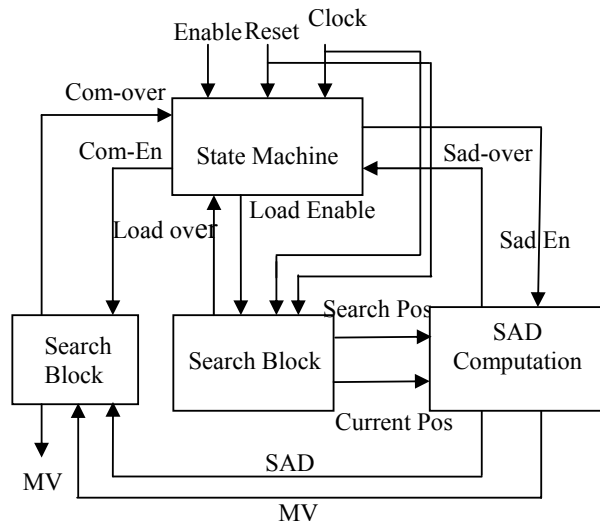 Enable Reset Clock
Com-over
State Machine
Com-En
Sad-over
Load Enable
Load over
Sad En
Search Pos
Search
Block
Search Block
SAD
Computation
Current Pos
SAD
MV
MV